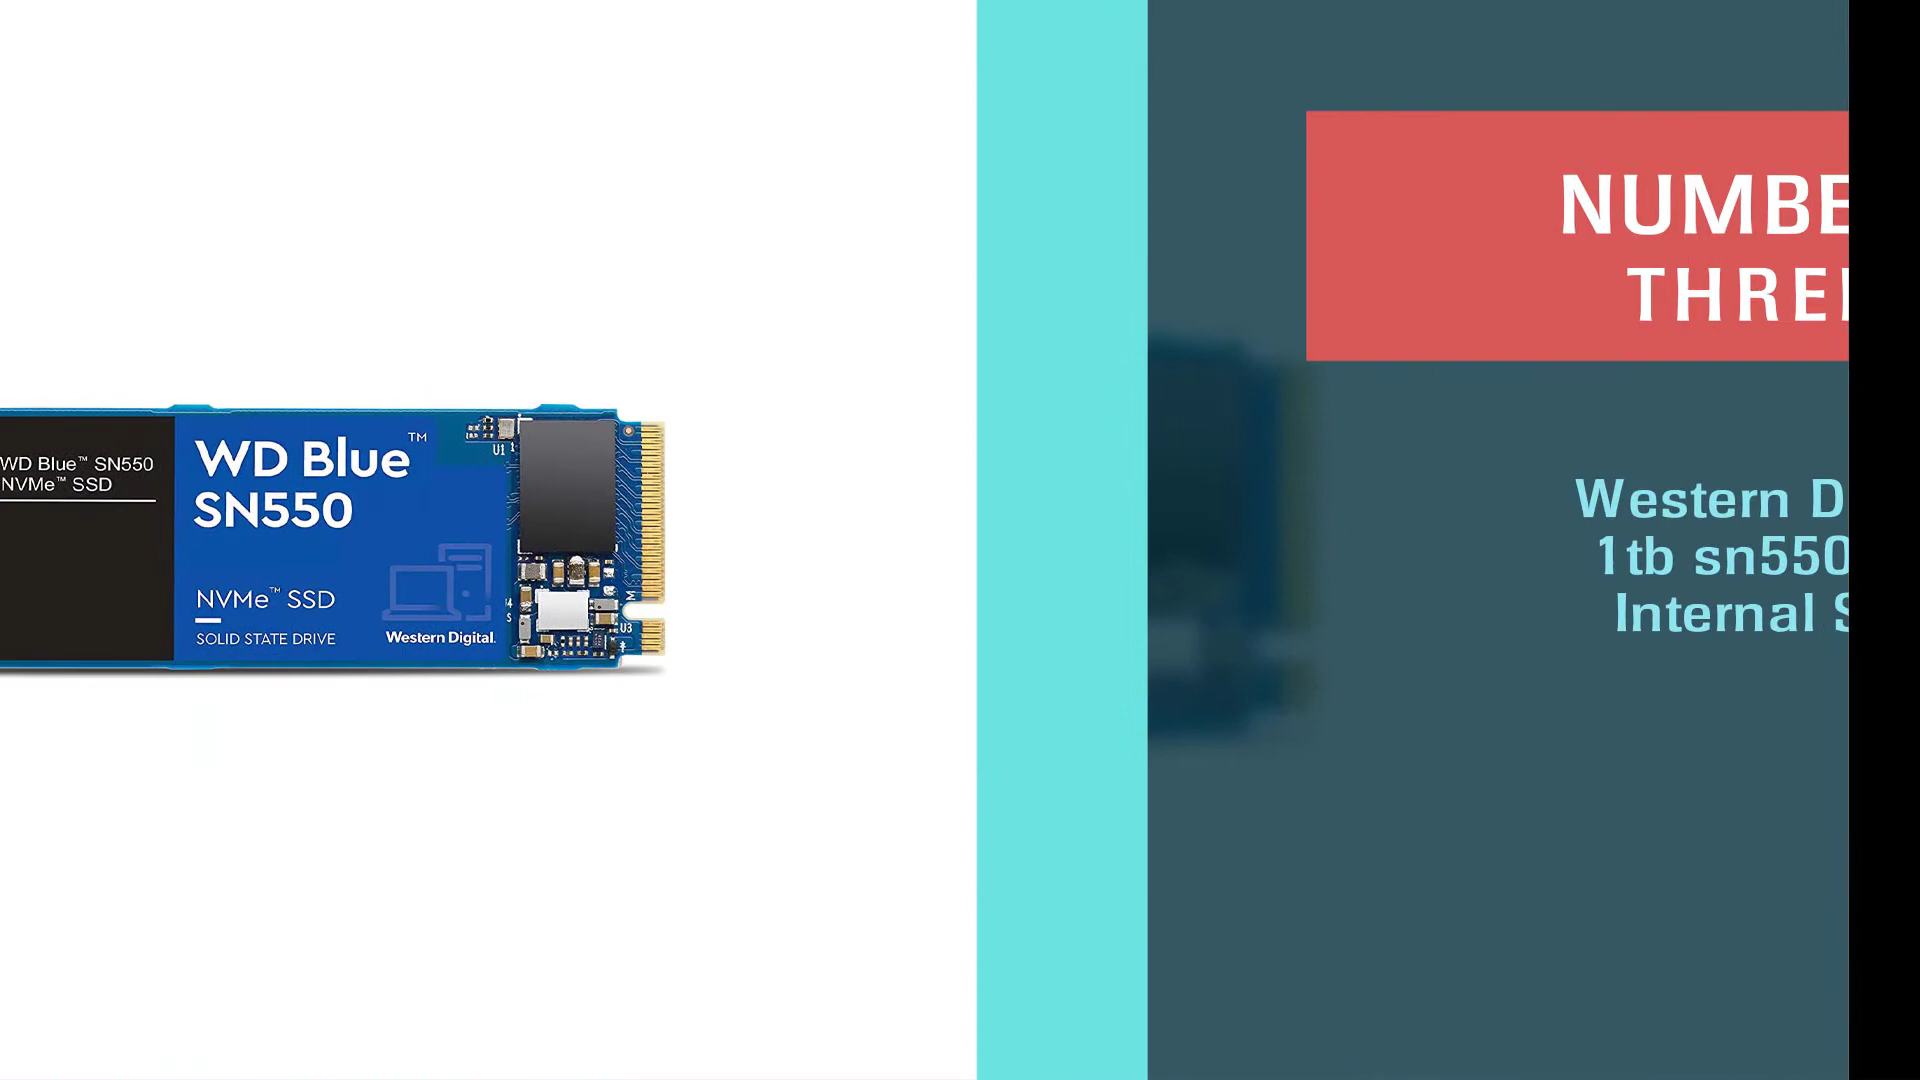 WD Blue™ SN550
NVMe™ SSD
WD Blue™
SN550
NVMe™ SSD
SOLID STATE DRIVE
Western Digital.
U1
1
M
U3
NUMBE
THRE
Western D
1tb sn550
Internal S